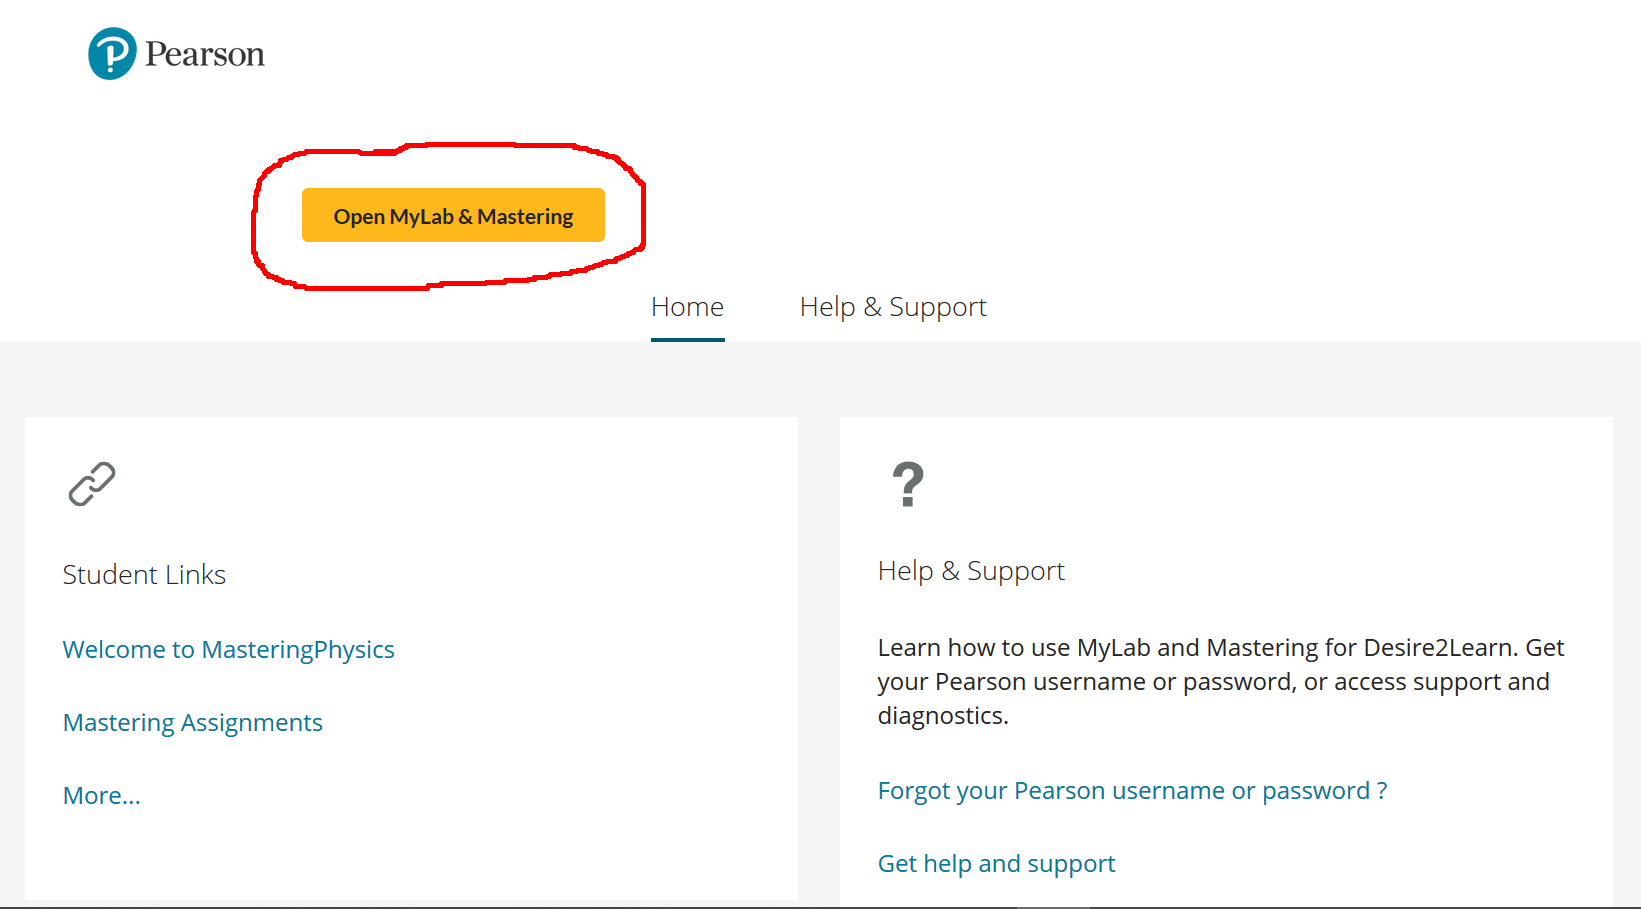 Pearson
Open MyLab & Mastering
Home
Help & Support
Student Links
Welcome to MasteringPhysics
Mastering Assignments
More...
?
Help & Support
Learn how to use MyLab and Mastering for Desire2Learn. Get
your Pearson username or password, or access support and
diagnostics.
Forgot your Pearson username or password ?
Get help and support